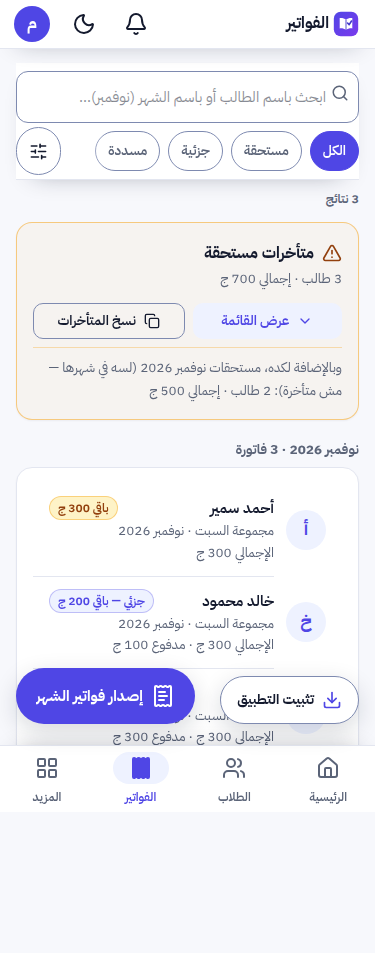 الفواتير
م
ابحث باسم الطالب أو باسم الشهر (نوفمبر)...
الكل
مستحقة
جزئية
مسددة
3 نتائج
متأخرات مستحقة
3 طالب · إجمالي 700 ج
عرض القائمة
نسخ المتأخرات
وبالإضافة لكده، مستحقات نوفمبر 2026 (لسه في شهرها —
مش متأخرة): 2 طالب · إجمالي 500 ج
نوفمبر 2026 · 3 فاتورة
أ
أحمد سمير
باقي 300 ج
مجموعة السبت · نوفمبر 2026
الإجمالي 300 ج
خ
خالد محمود
جزئي — باقي 200 ج
مجموعة السبت · نوفمبر 2026
الإجمالي 300 ج · مدفوع 100 ج
تثبيت التطبيق
إصدار فواتير الشهر
السبت
الإجمالي 300 ج · مدفوع 300 ج
الرئيسية
الطلاب
الفواتير
المزيد